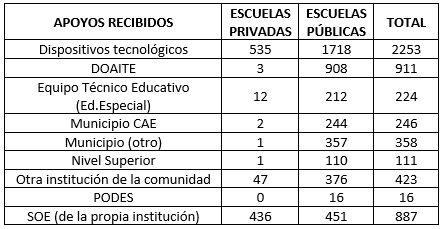 APOYOS RECIBIDOS ESCUELAS PRIVADAS ESCUELAS PÚBLICAS TOTAL
Dispositivos tecnológicos 535 1718 2253
DOAITE 3 908 911
Equipo Técnico Educativo (Ed.Especial) 12 212 224
Municipio CAE 2 244 246
Municipio (otro) 1 357 358
Nivel Superior 1 110 111
Otra institución de la comunidad 47 376 423
PODES 0 16 16
SOE (de la propia institución) 436 451 887